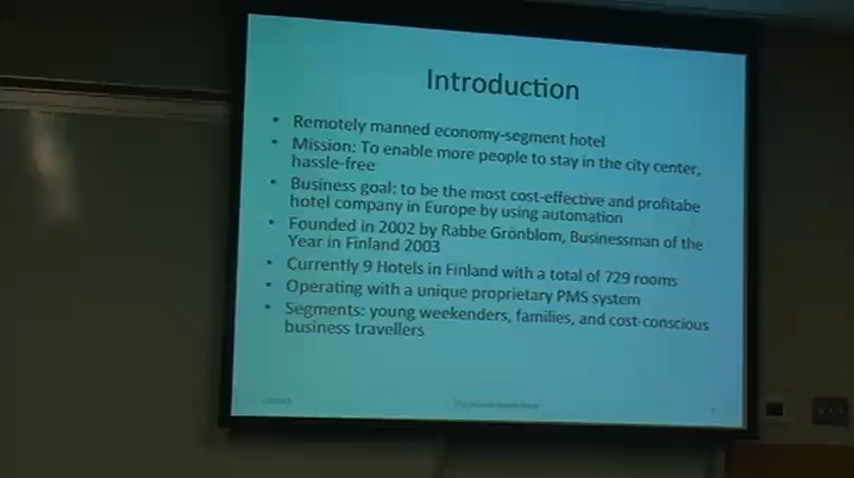 Introduction
• Remotely manned economy-segment hotel
• Mission: To enable more people to stay in the city center,
hassle-free
• Business goal: to be the most cost-effective and profitabe
hotel company in Europe by using automation
• Founded in 2002 by Rabbe Grönblom, Businessman of the
Year in Finland 2003
• Currently 9 Hotels in Finland with a total of 729 rooms
• Operating with a unique proprietary PMS system
• Segments: young weekenders, families, and cost-conscious
business travellers